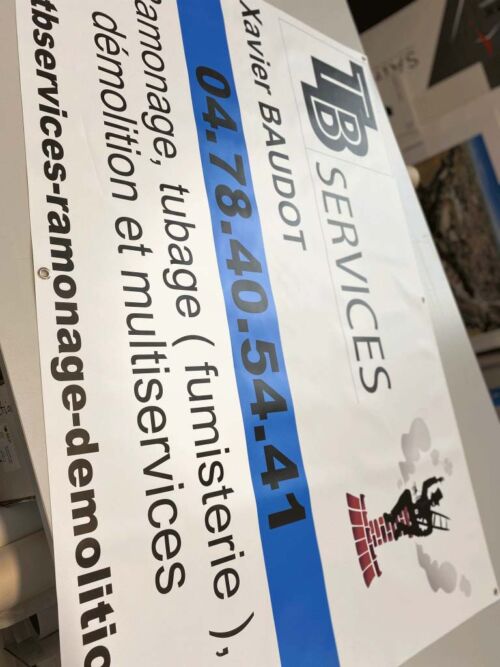 TB SERVICES
Xavier BAUDOT
04.78.40.54.41
Ramonage, tubage ( fumisterie ),
démolition et multiservices
tbservices-ramonage-demolitio